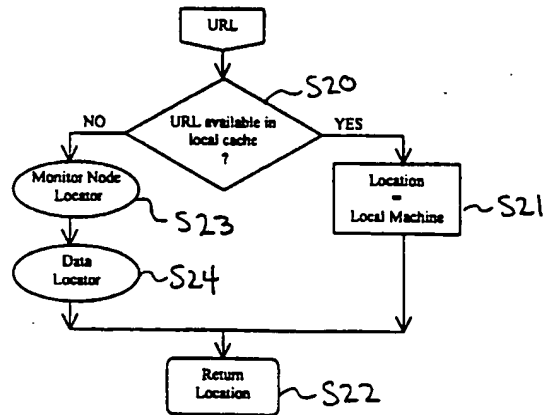 URL
S20
NO
URL available in
local cache
?
YES
Monitor Node
Locator
S23
Location
=
Local Machine
S21
Data
Locator
S24
Return
Location
S22